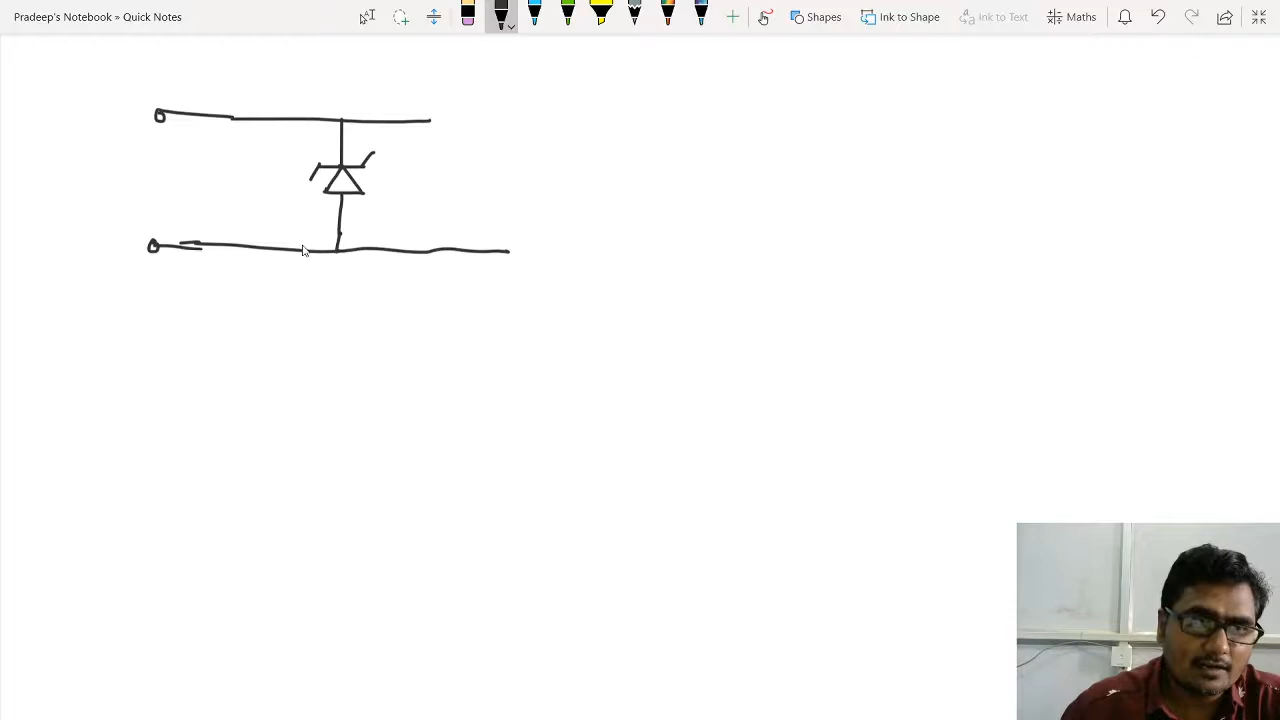 Pradeep's Notebook » Quick Notes
Shapes
Ink to Shape
Ink to Text
Maths